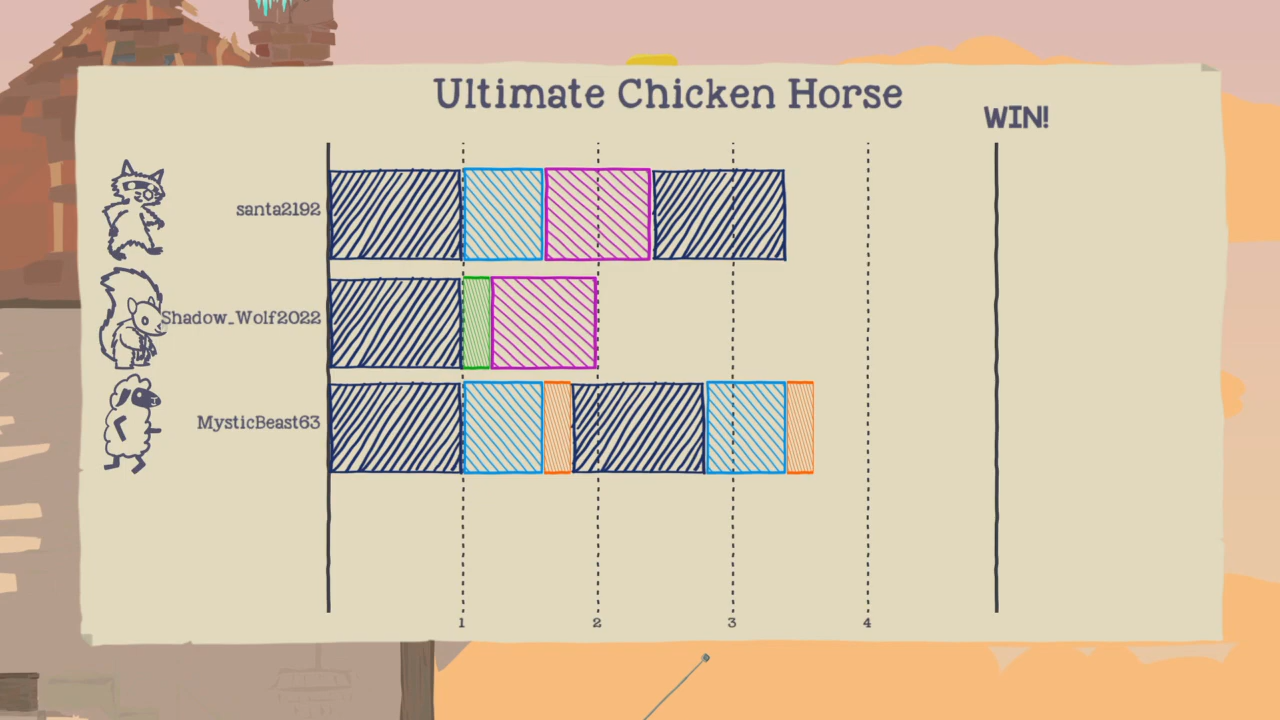 Ultimate Chicken Horse
WIN!
santa2192
Shadow_Wolf2022
MysticBeast63
1 2 3 4